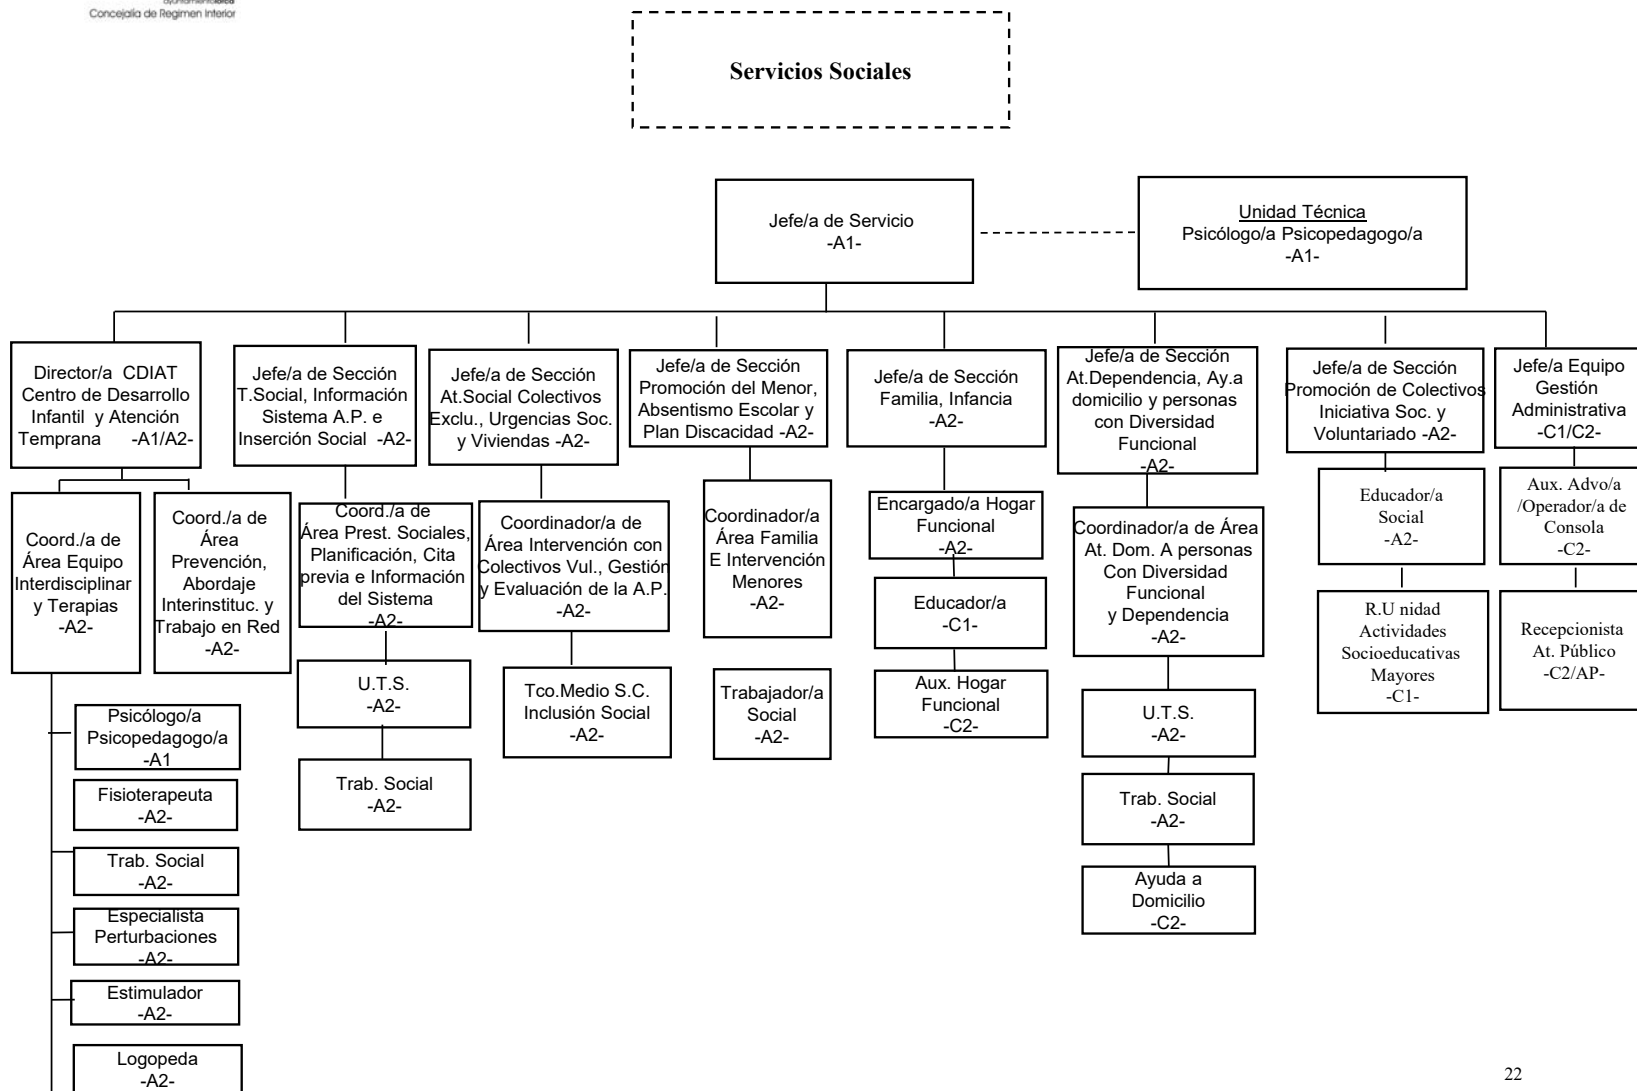 ayuntamientolorca
Concejalía de Regimen Interior
Servicios Sociales
Jefe/a de Servicio
-A1-
Unidad Técnica
Psicólogo/a Psicopedagogo/a
-A1-
Director/a CDIAT
Centro de Desarrollo
Infantil y Atención
Temprana -A1/A2-
Jefe/a de Sección
T.Social, Información
Sistema A.P. e
Inserción Social -A2-
Jefe/a de Sección
At.Social Colectivos
Exclu., Urgencias Soc.
y Viviendas -A2-
Jefe/a de Sección
Promoción del Menor,
Absentismo Escolar y
Plan Discacidad -A2-
Jefe/a de Sección
Familia, Infancia
-A2-
Jefe/a de Sección
At.Dependencia, Ay.a
domicilio y personas
con Diversidad
Funcional
-A2-
Jefe/a de Sección
Promoción de Colectivos
Iniciativa Soc. y
Voluntariado -A2-
Jefe/a Equipo
Gestión
Administrativa
-C1/C2-
Coord./a de
Área Equipo
Interdisciplinar
y Terapias
-A2-
Coord./a de
Área
Prevención,
Abordaje
Interinstituc. y
Trabajo en Red
-A2-
Coord./a de
Área Prest. Sociales,
Planificación, Cita
previa e Información
del Sistema
-A2-
Coordinador/a de
Área Intervención con
Colectivos Vul., Gestión
y Evaluación de la A.P.
-A2-
Coordinador/a
Área Familia
E Intervención
Menores
-A2-
Encargado/a Hogar
Funcional
-A2-
Coordinador/a de Área
At. Dom. A personas
Con Diversidad
Funcional
y Dependencia
-A2-
Educador/a
Social
-A2-
Aux. Advo/a
/Operador/a de
Consola
-C2-
Educador/a
-C1-
R.U nidad
Actividades
Socioeducativas
Mayores
-C1-
Recepcionista
At. Público
-C2/AP-
U.T.S.
-A2-
Tco.Medio S.C.
Inclusión Social
-A2-
Trabajador/a
Social
-A2-
Aux. Hogar
Funcional
-C2-
U.T.S.
-A2-
Psicólogo/a
Psicopedagogo/a
-A1
Trab. Social
-A2-
Trab. Social
-A2-
Fisioterapeuta
-A2-
Trab. Social
-A2-
Ayuda a
Domicilio
-C2-
Especialista
Perturbaciones
-A2-
Estimulador
-A2-
Logopeda
-A2-
22